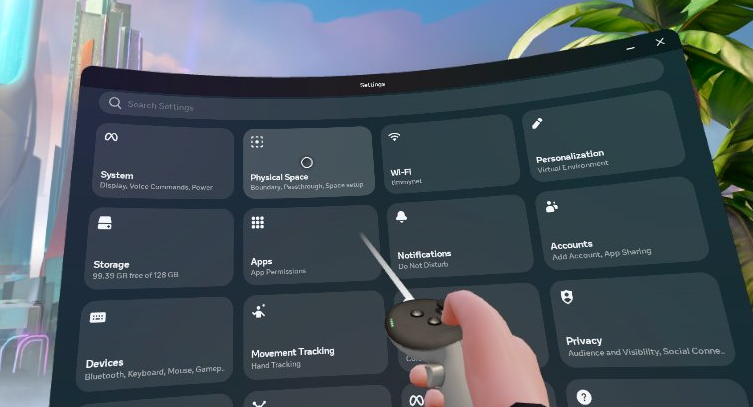 Settings
Search Settings
System
Display, Voice Commands, Power
Physical Space
Boundary, Passthrough, Space setup
Wi-Fi
Personalization
Virtual Environment
Storage
99.39 GB free of 128 GB
Apps
App Permissions
Notifications
Do Not Disturb
Accounts
Add Account, App Sharing
Devices
Bluetooth, Keyboard, Mouse, Gamep..
Movement Tracking
Hand Tracking
Privacy
Audience and Visibility, Social Conne..